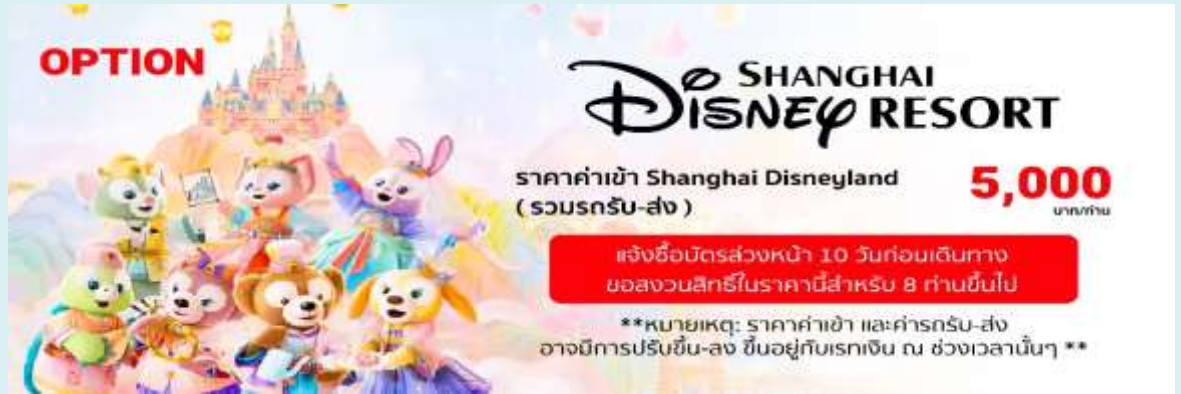 OPTION
SHANGHAI
DISNEY RESORT
ราคาค่าเข้า Shanghai Disneyland
( รวมรถรับ-ส่ง )
5,000
บาท/ท่าน
แจ้งซื้อบัตรล่วงหน้า 10 วันก่อนเดินทาง
ขอสงวนสิทธิ์ในราคานี้สำหรับ 8 ท่านขึ้นไป
**หมายเหตุ: ราคาค่าเข้า และค่ารถรับ-ส่ง
อาจมีการปรับขึ้น-ลง ขึ้นอยู่กับเรทเงิน ณ ช่วงเวลานั้นๆ **